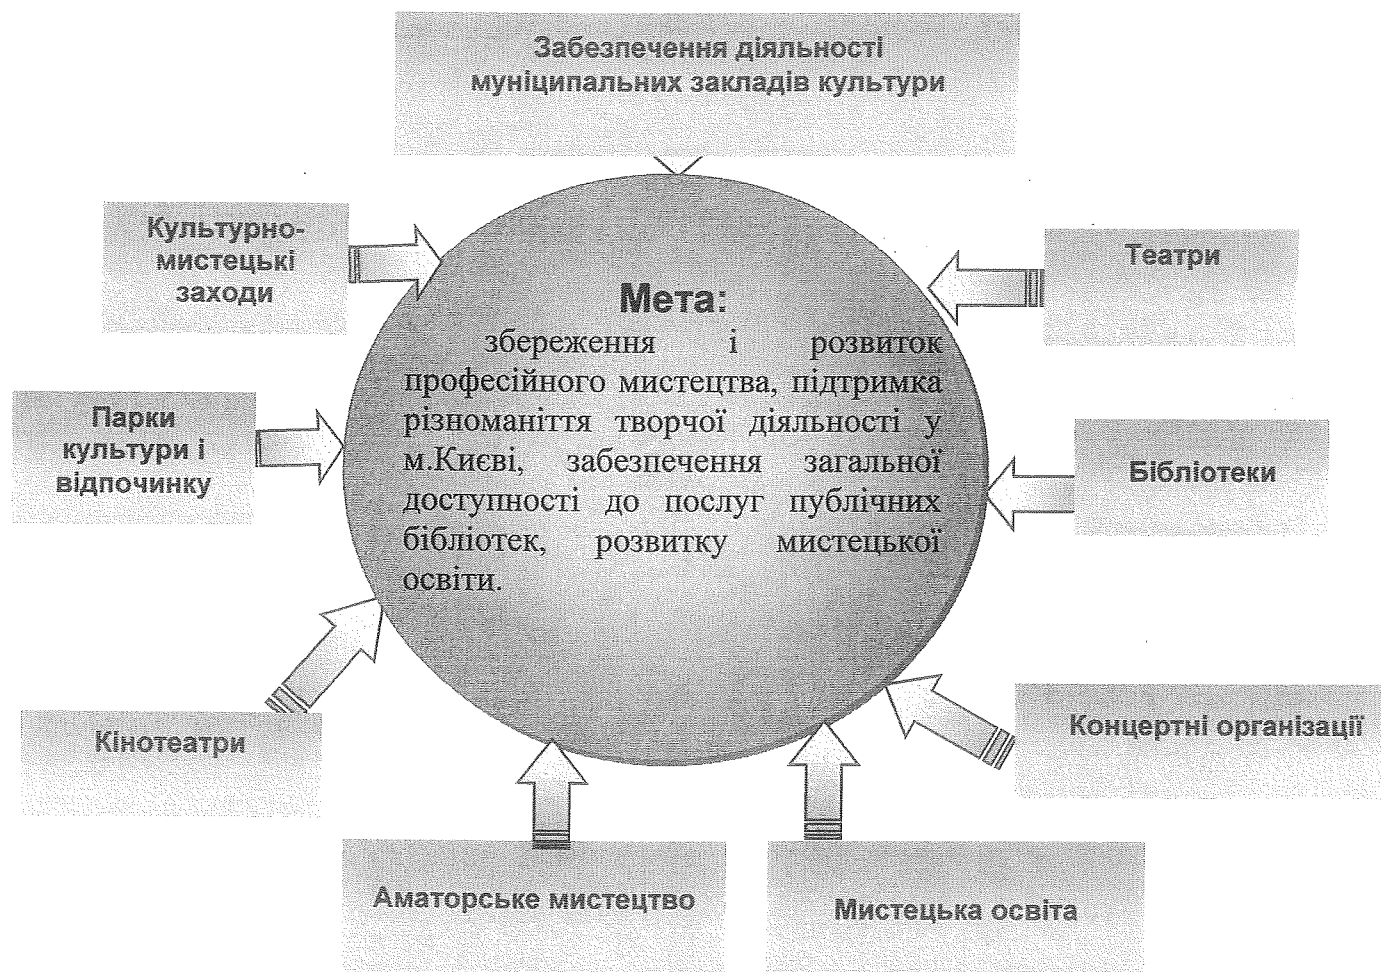 Забезпечення діяльності
муніципальних закладів культури
Культурно-
мистецькі
заходи
Театри
Мета:
збереження і розвиток
професійного мистецтва, підтримка
різноманіття творчої діяльності у
м.Києві, забезпечення загальної
доступності до послуг публічних
бібліотек, розвитку мистецької
освіти.
Парки
культури і
відпочинку
Бібліотеки
Кінотеатри
Концертні організації
Аматорське мистецтво
Мистецька освіта